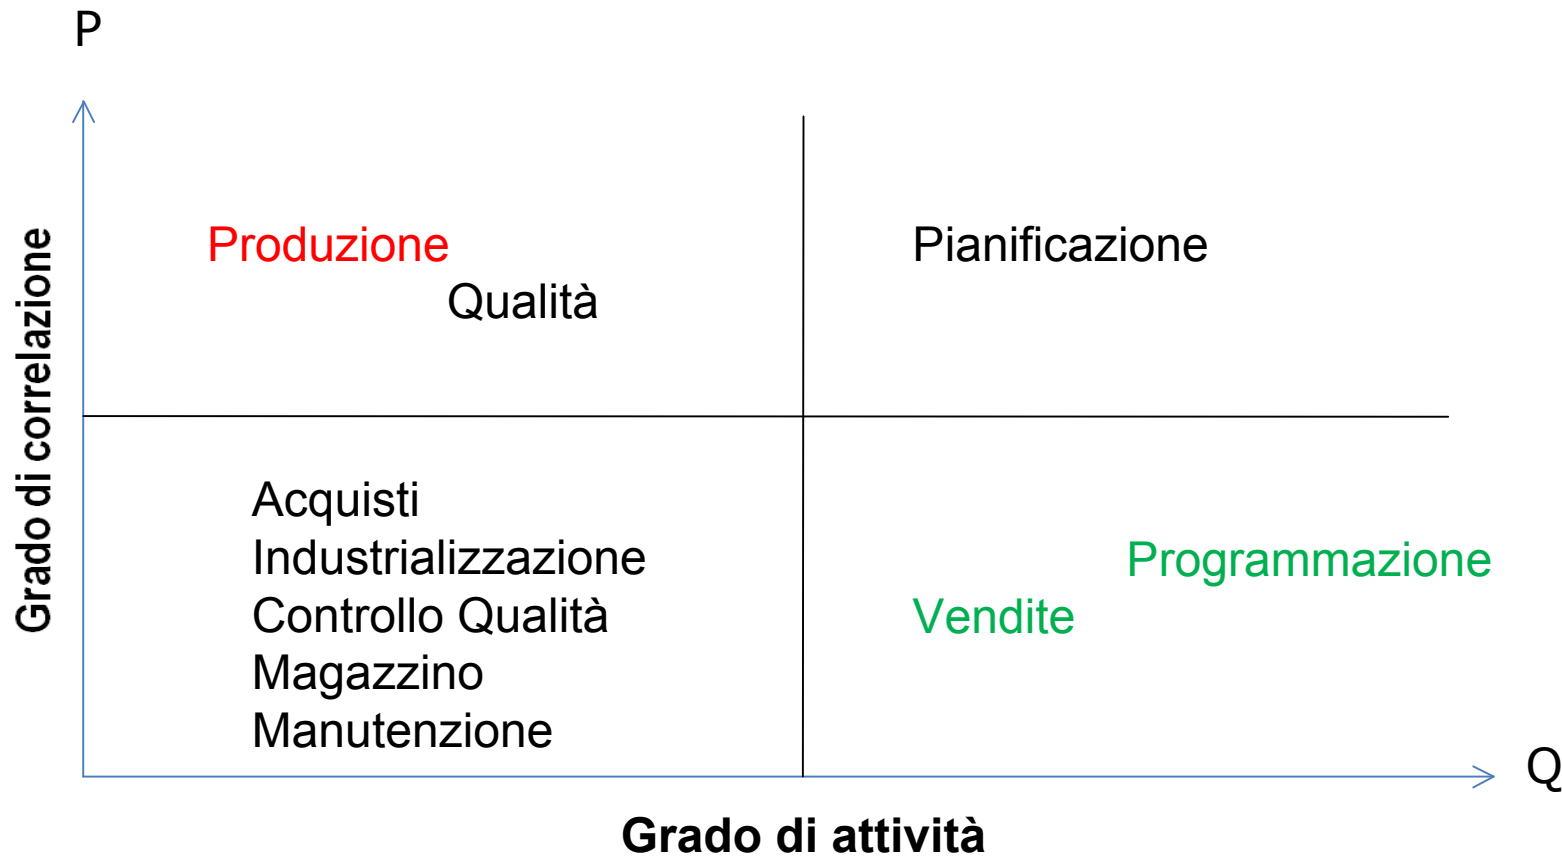 P
Grado di correlazione
Produzione
Qualità
Pianificazione
Acquisti
Industrializzazione
Controllo Qualità
Magazzino
Manutenzione
Programmazione
Vendite
Q
Grado di attività